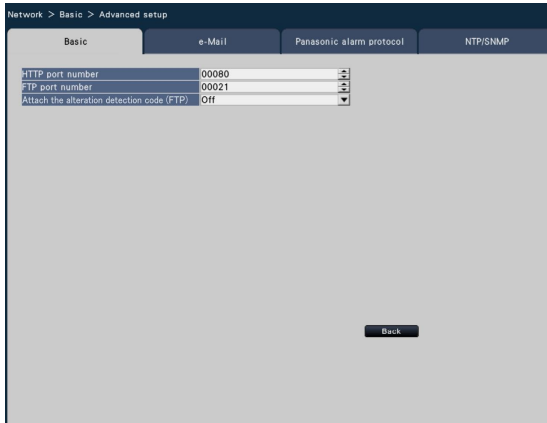 Network > Basic > Advanced setup
Basic e-Mail Panasonic alarm protocol NTP/SNMP
HTTP port number 00080
FTP port number 00021
Attach the alteration detection code (FTP) Off
Back